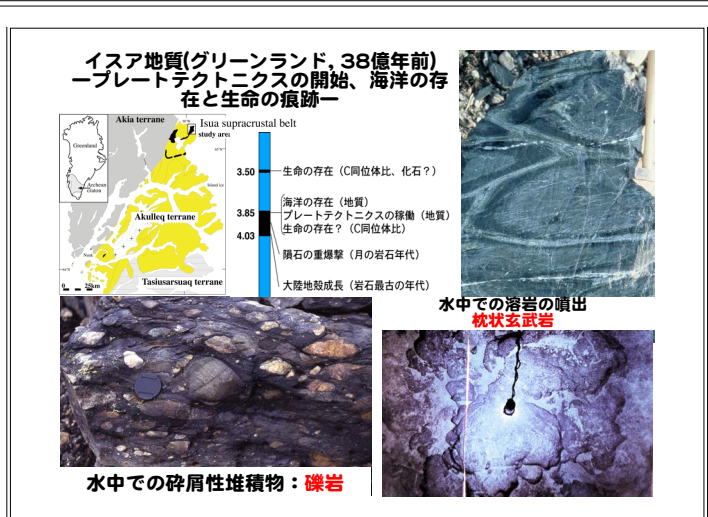 イスア地質(グリーンランド, 38億年前)
ープレートテクトニクスの開始、海洋の存
在と生命の痕跡ー
Akia terrane
Isua supracrustal belt
study area
Greenland
Archean
craton
Inland ice
Akulleq terrane
Nuuk
Tasiusarsuaq terrane
0 25km
3.50
生命の存在（C同位体比、化石？）
海洋の存在（地質）
3.85
プレートテクトニクスの稼働（地質）
生命の存在？（C同位体比）
4.03
隕石の重爆撃（月の岩石年代）
大陸地殻成長（岩石最古の年代）
水中での溶岩の噴出
枕状玄武岩
水中での砕屑性堆積物：礫岩